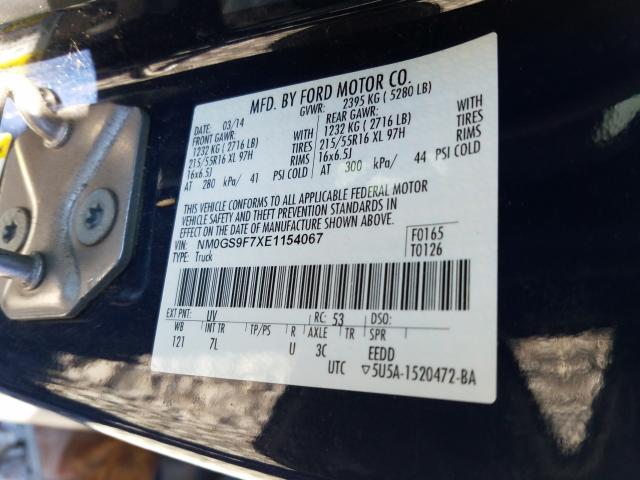 MFD. BY FORD MOTOR CO.
DATE: 03/14 GVWR: 2395 KG ( 5280 LB)
FRONT GAWR: REAR GAWR:
1232 KG ( 2716 LB) WITH 1232 KG ( 2716 LB) WITH
215/55R16 XL 97H TIRES 215/55R16 XL 97H TIRES
16x6.5J RIMS 16x6.5J RIMS
AT 280 kPa/ 41 PSI COLD AT 300 kPa/ 44 PSI COLD
THIS VEHICLE CONFORMS TO ALL APPLICABLE FEDERAL MOTOR
VEHICLE SAFETY AND THEFT PREVENTION STANDARDS IN
EFFECT ON THE DATE OF MANUFACTURE SHOWN ABOVE.
VIN: NM0GS9F7XE1154067 F0165
TYPE: Truck T0126
EXT PNT: UV RC: 53 DSO:
WB INT TR TP/PS R AXLE TR SPR
121 7L U 3C EEDD
UTC ▽5U5A-1520472-BA